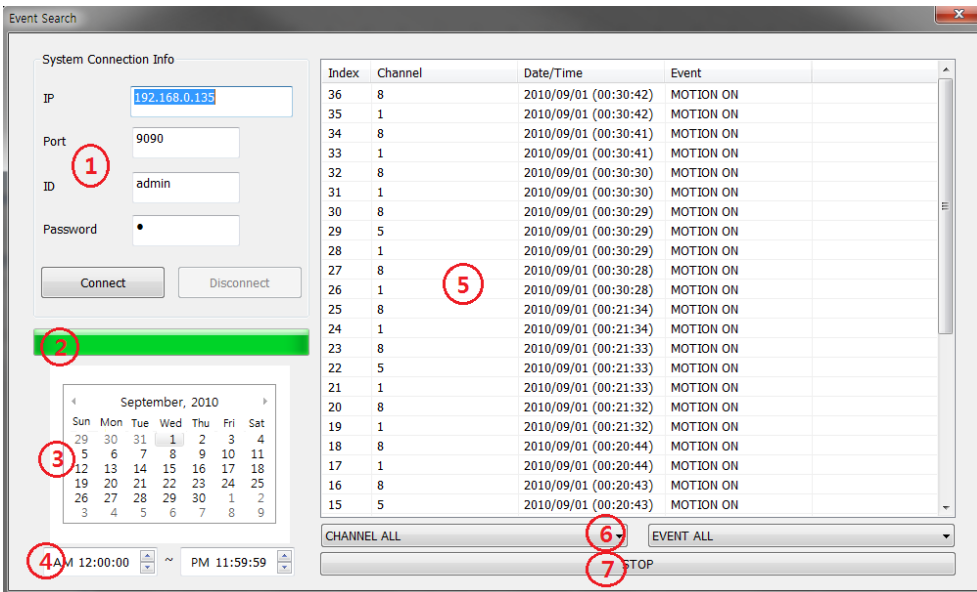 Event Search
System Connection Info
IP
192.168.0.135
Port
9090
1
ID
admin
Password
Connect
Disconnect
2
September, 2010
Sun Mon Tue Wed Thu Fri Sat
29 30 31 1 2 3 4
5 6 7 8 9 10 11
3
12 13 14 15 16 17 18
19 20 21 22 23 24 25
26 27 28 29 30 1 2
3 4 5 6 7 8 9
4
AM 12:00:00 ~ PM 11:59:59
Index Channel Date/Time Event
36 8 2010/09/01 (00:30:42) MOTION ON
35 1 2010/09/01 (00:30:42) MOTION ON
34 8 2010/09/01 (00:30:41) MOTION ON
33 1 2010/09/01 (00:30:41) MOTION ON
32 8 2010/09/01 (00:30:30) MOTION ON
31 1 2010/09/01 (00:30:30) MOTION ON
30 8 2010/09/01 (00:30:29) MOTION ON
29 5 2010/09/01 (00:30:29) MOTION ON
28 1 2010/09/01 (00:30:29) MOTION ON
27 8 2010/09/01 (00:30:28) MOTION ON
5
26 1 2010/09/01 (00:30:28) MOTION ON
25 8 2010/09/01 (00:21:34) MOTION ON
24 1 2010/09/01 (00:21:34) MOTION ON
23 8 2010/09/01 (00:21:33) MOTION ON
22 5 2010/09/01 (00:21:33) MOTION ON
21 1 2010/09/01 (00:21:33) MOTION ON
20 8 2010/09/01 (00:21:32) MOTION ON
19 1 2010/09/01 (00:21:32) MOTION ON
18 8 2010/09/01 (00:20:44) MOTION ON
17 1 2010/09/01 (00:20:44) MOTION ON
16 8 2010/09/01 (00:20:43) MOTION ON
15 5 2010/09/01 (00:20:43) MOTION ON
CHANNEL ALL
6
EVENT ALL
7
STOP